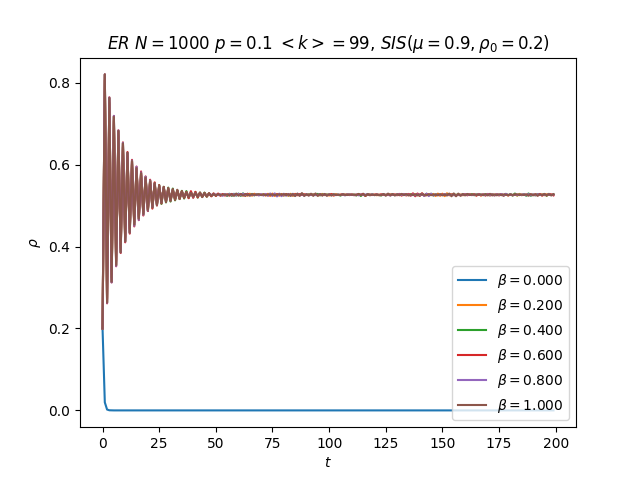 ER N = 1000 p = 0.1 < k >= 99, SIS(μ = 0.9, ρ₀ = 0.2)
0.8
0.6
ρ
0.4
0.2
0.0
β = 0.000
β = 0.200
β = 0.400
β = 0.600
β = 0.800
β = 1.000
0 25 50 75 100 125 150 175 200
t